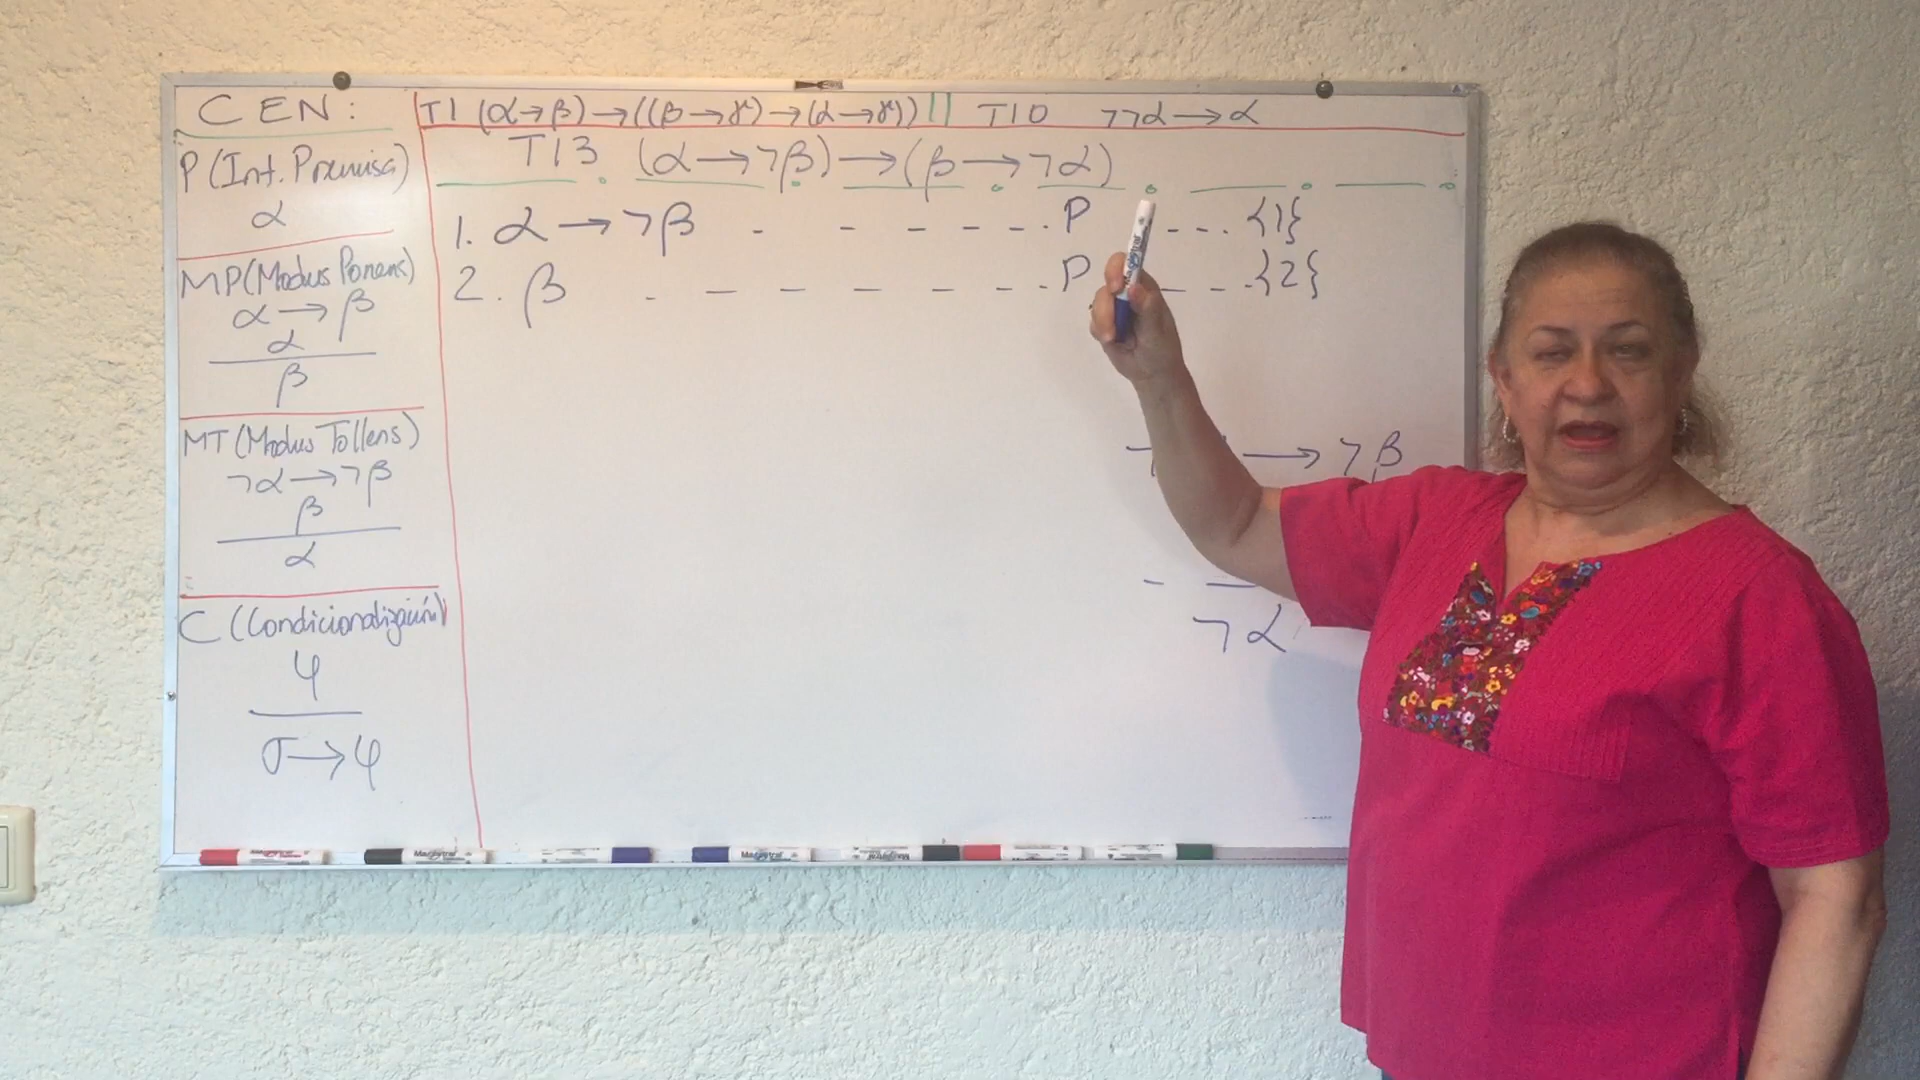 CEN:
T1 (α→β)→((β→γ)→(α→γ)) || T10 ¬¬α→α
T13 (α→¬β)→(β→¬α)
P (Int. Premisa)
α
MP (Modus Ponens)
α→β
α
β
MT (Modus Tollens)
¬α→¬β
β
α
C (Condicionalización)
φ
σ→φ
1. α→¬β - - - - - . P - - - . {1}
2. β - - - - - - . P - - . {2}
→ ¬β
¬α